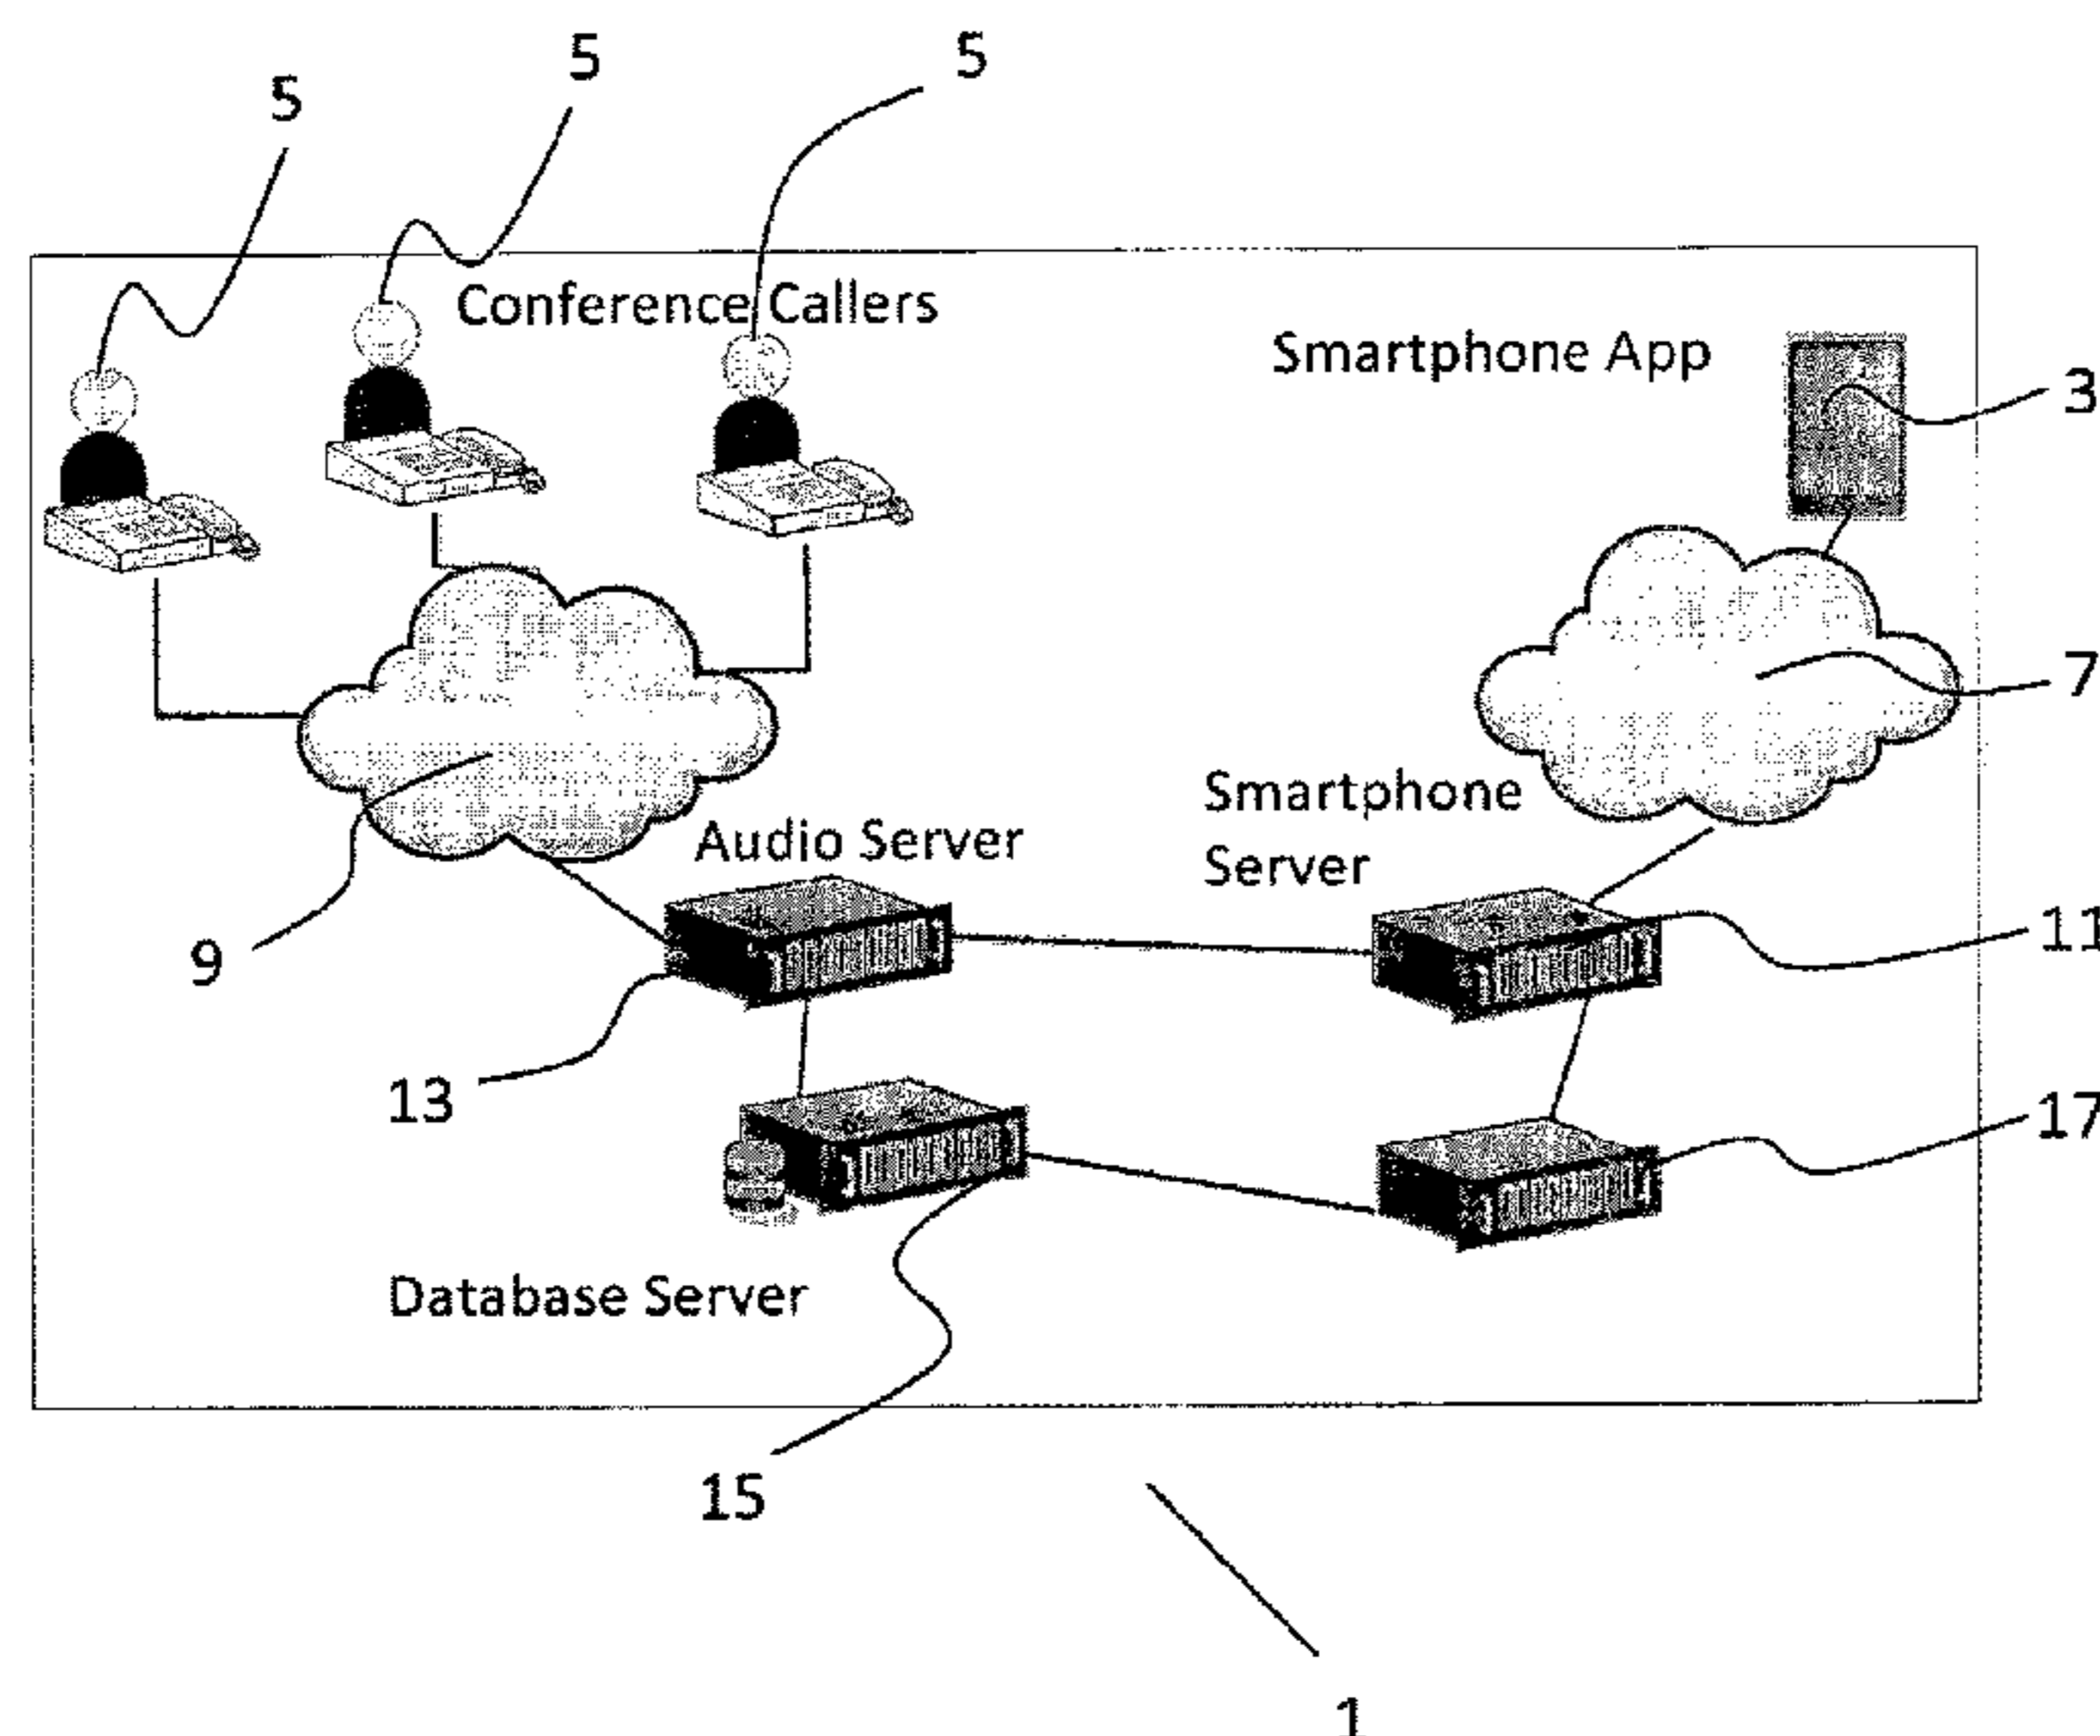 5
5
5
Conference Callers
Smartphone App
3
7
Smartphone
Server
Audio Server
11
9
13
17
Database Server
15
1